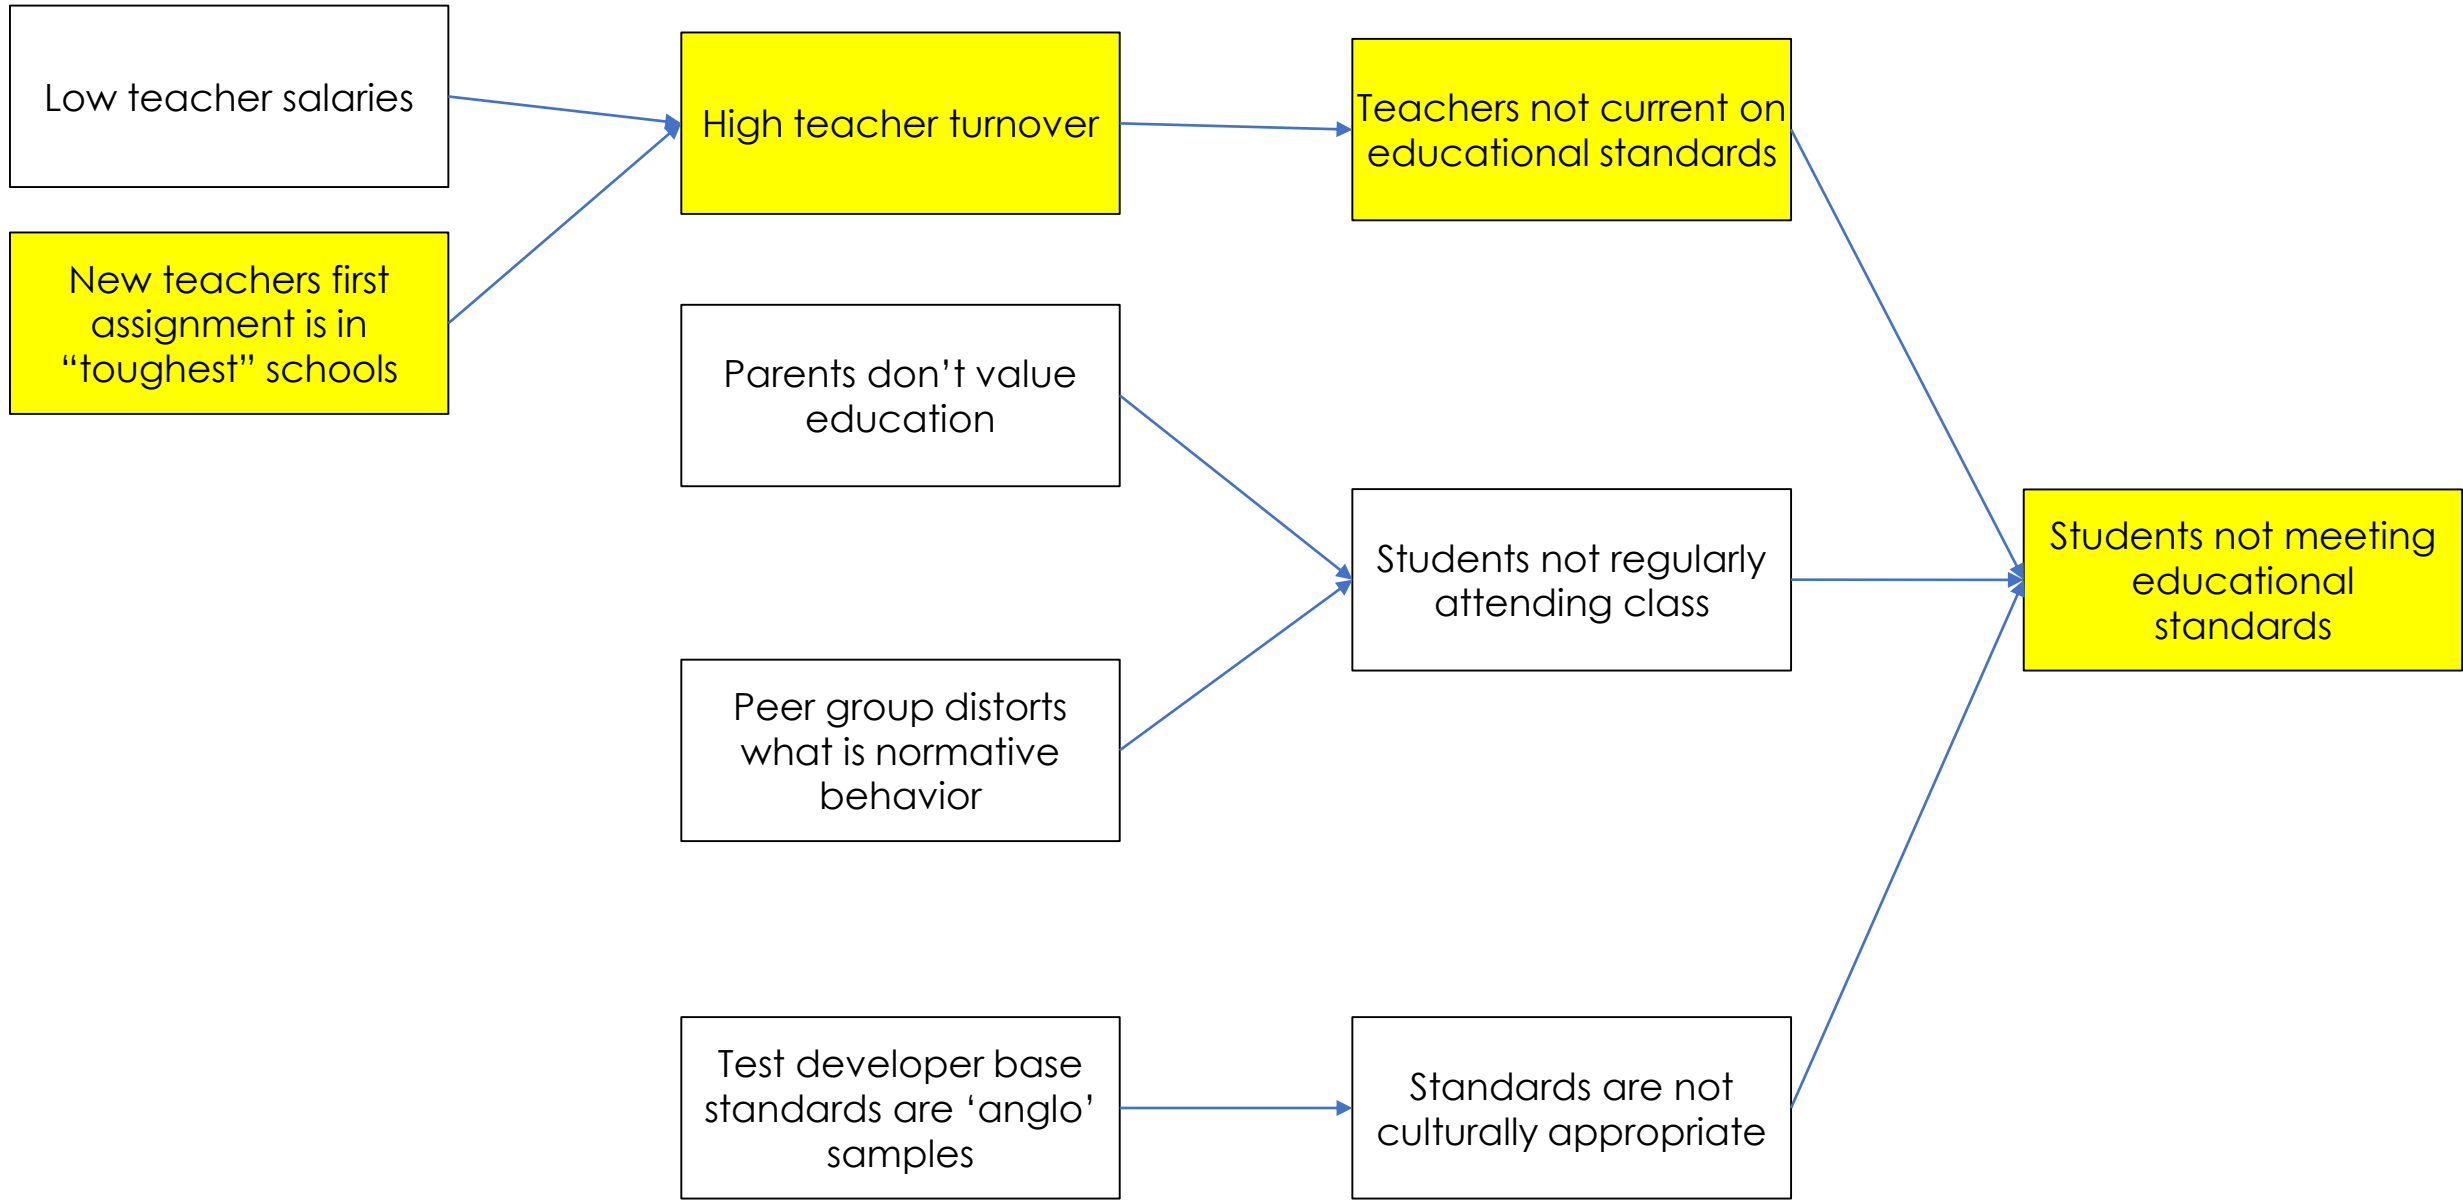 Low teacher salaries
New teachers first
assignment is in
“toughest” schools
High teacher turnover
Parents don’t value
education
Peer group distorts
what is normative
behavior
Test developer base
standards are ‘anglo’
samples
Teachers not current on
educational standards
Students not regularly
attending class
Standards are not
culturally appropriate
Students not meeting
educational
standards